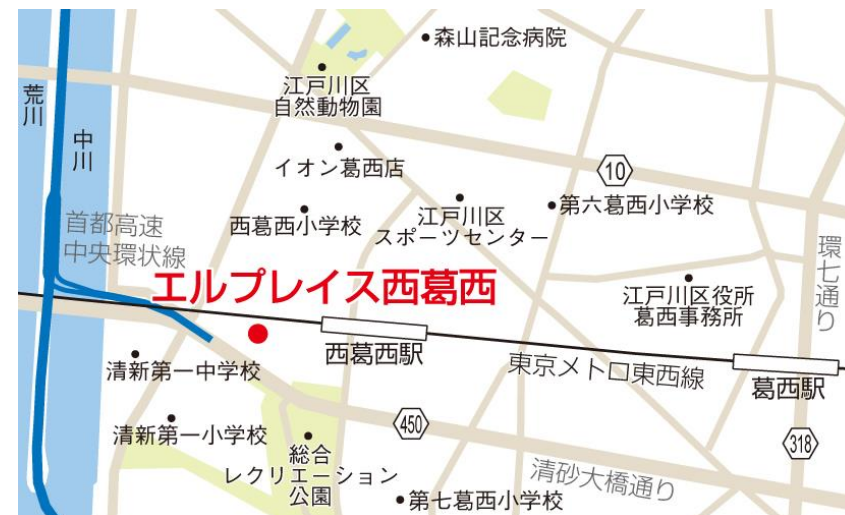 森山記念病院
江戸川区
自然動物園
荒川
中川
イオン葛西店
10
西葛西小学校
江戸川区
スポーツセンター
第六葛西小学校
首都高速
中央環状線
環七通り
エルプレイス西葛西
江戸川区役所
葛西事務所
西葛西駅
清新第一中学校
東京メトロ東西線
葛西駅
清新第一小学校
450
318
総合
レクリエーション
公園
清砂大橋通り
第七葛西小学校